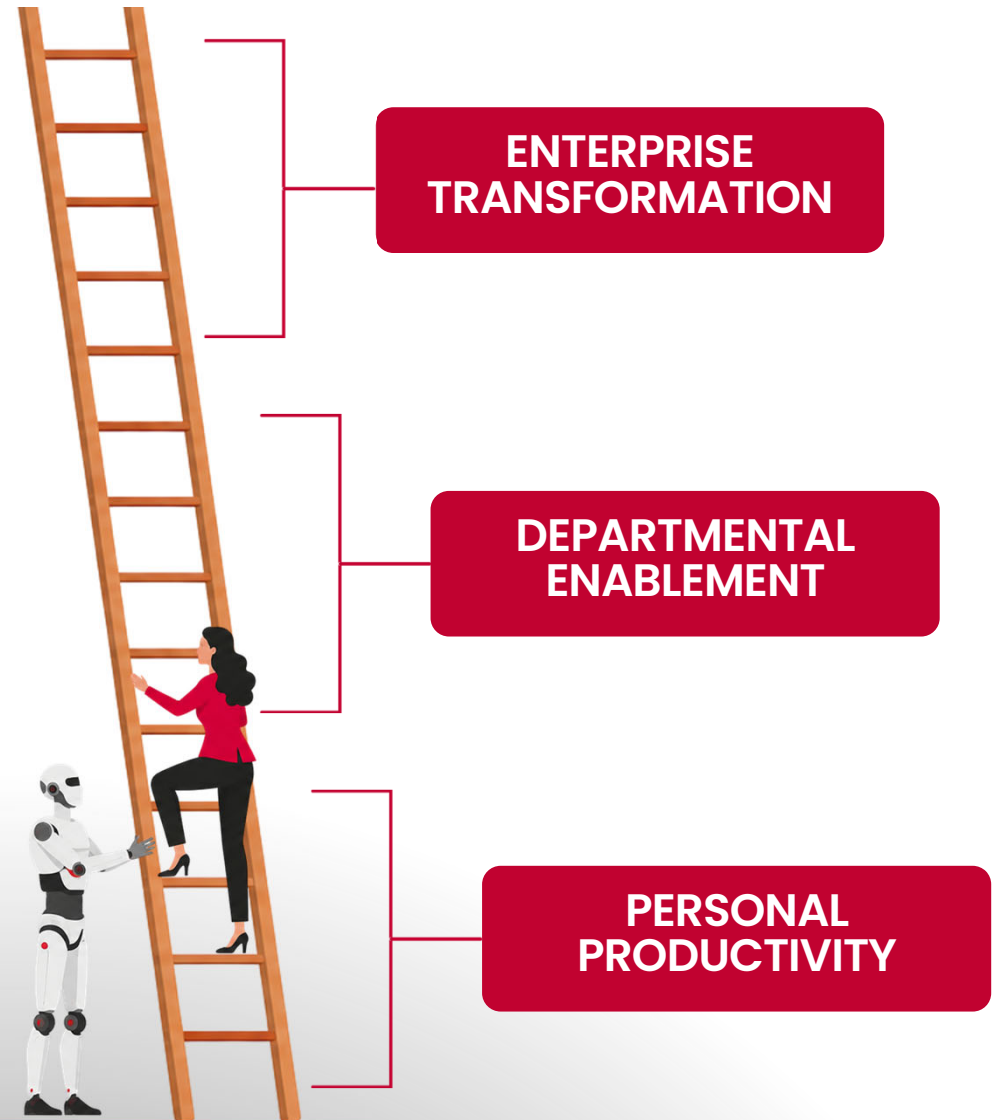 ENTERPRISE
TRANSFORMATION
DEPARTMENTAL
ENABLEMENT
PERSONAL
PRODUCTIVITY